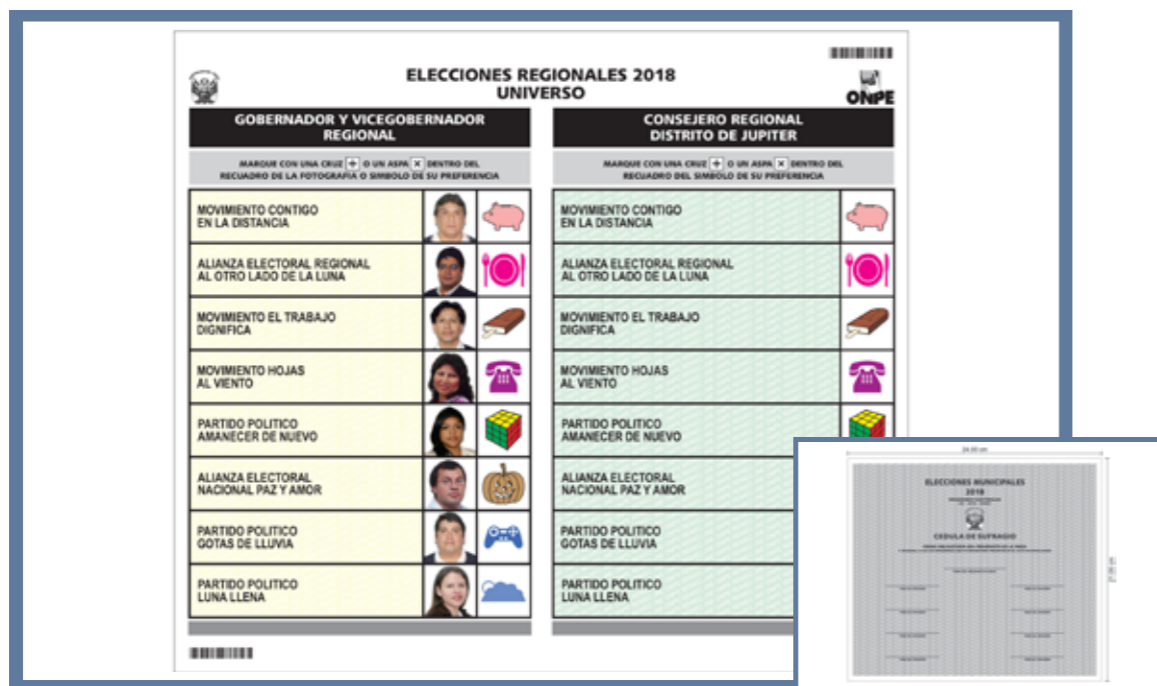 ELECCIONES REGIONALES 2018
UNIVERSO
ONPE
GOBERNADOR Y VICEGOBERNADOR
REGIONAL
MARQUE CON UNA CRUZ + O UN ASPA X DENTRO DEL
RECUADRO DE LA FOTOGRAFIA O SIMBOLO DE SU PREFERENCIA
MOVIMIENTO CONTIGO
EN LA DISTANCIA
ALIANZA ELECTORAL REGIONAL
AL OTRO LADO DE LA LUNA
MOVIMIENTO EL TRABAJO
DIGNIFICA
MOVIMIENTO HOJAS
AL VIENTO
PARTIDO POLITICO
AMANECER DE NUEVO
ALIANZA ELECTORAL
NACIONAL PAZ Y AMOR
PARTIDO POLITICO
GOTAS DE LLUVIA
PARTIDO POLITICO
LUNA LLENA
CONSEJERO REGIONAL
DISTRITO DE JUPITER
MARQUE CON UNA CRUZ + O UN ASPA X DENTRO DEL
RECUADRO DEL SIMBOLO DE SU PREFERENCIA
MOVIMIENTO CONTIGO
EN LA DISTANCIA
ALIANZA ELECTORAL REGIONAL
AL OTRO LADO DE LA LUNA
MOVIMIENTO EL TRABAJO
DIGNIFICA
MOVIMIENTO HOJAS
AL VIENTO
PARTIDO POLITICO
AMANECER DE NUEVO
ALIANZA ELECTORAL
NACIONAL PAZ Y AMOR
PARTIDO POLITICO
GOTAS DE LLUVIA
PARTIDO POLITICO
LUNA LLENA
ELECCIONES MUNICIPALES
2018
CEDULA DE SUFRAGIO